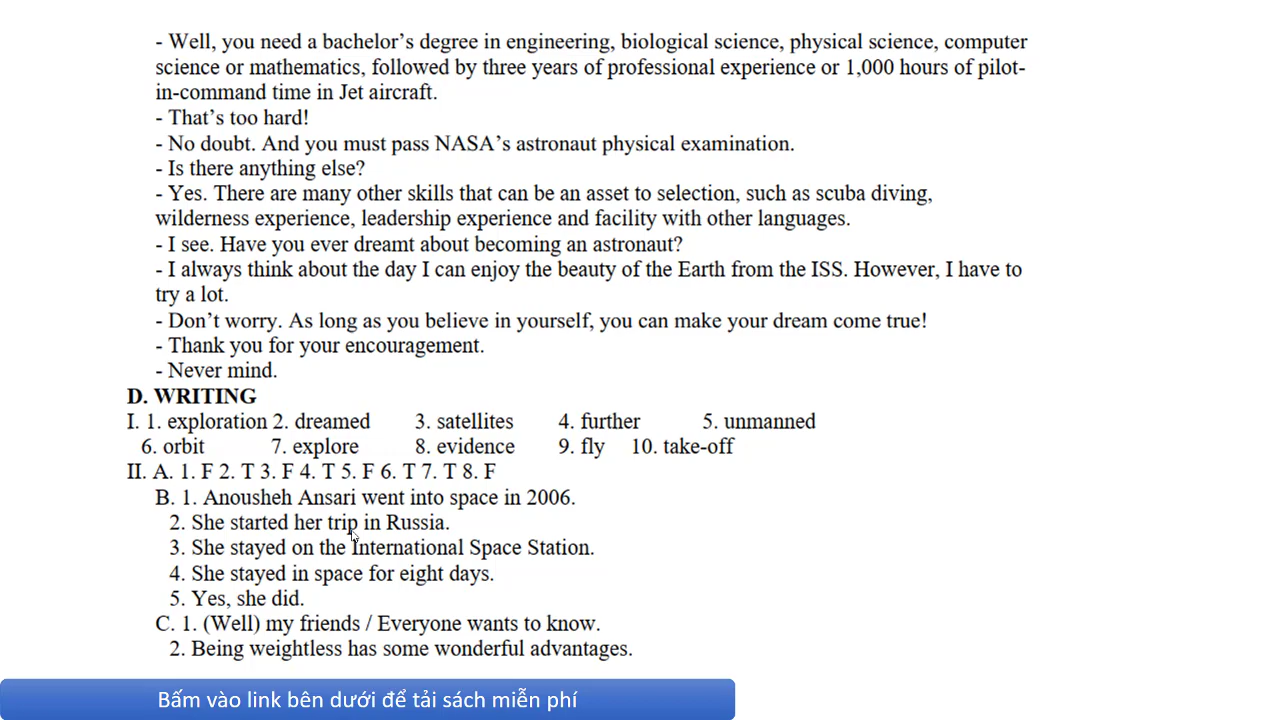 - Well, you need a bachelor’s degree in engineering, biological science, physical science, computer
science or mathematics, followed by three years of professional experience or 1,000 hours of pilot-
in-command time in Jet aircraft.
- That’s too hard!
- No doubt. And you must pass NASA’s astronaut physical examination.
- Is there anything else?
- Yes. There are many other skills that can be an asset to selection, such as scuba diving,
wilderness experience, leadership experience and facility with other languages.
- I see. Have you ever dreamt about becoming an astronaut?
- I always think about the day I can enjoy the beauty of the Earth from the ISS. However, I have to
try a lot.
- Don’t worry. As long as you believe in yourself, you can make your dream come true!
- Thank you for your encouragement.
- Never mind.
D. WRITING
I. 1. exploration 2. dreamed 3. satellites 4. further 5. unmanned
6. orbit 7. explore 8. evidence 9. fly 10. take-off
II. A. 1. F 2. T 3. F 4. T 5. F 6. T 7. T 8. F
B. 1. Anousheh Ansari went into space in 2006.
2. She started her trip in Russia.
3. She stayed on the International Space Station.
4. She stayed in space for eight days.
5. Yes, she did.
C. 1. (Well) my friends / Everyone wants to know.
2. Being weightless has some wonderful advantages.
Bấm vào link bên dưới để tải sách miễn phí